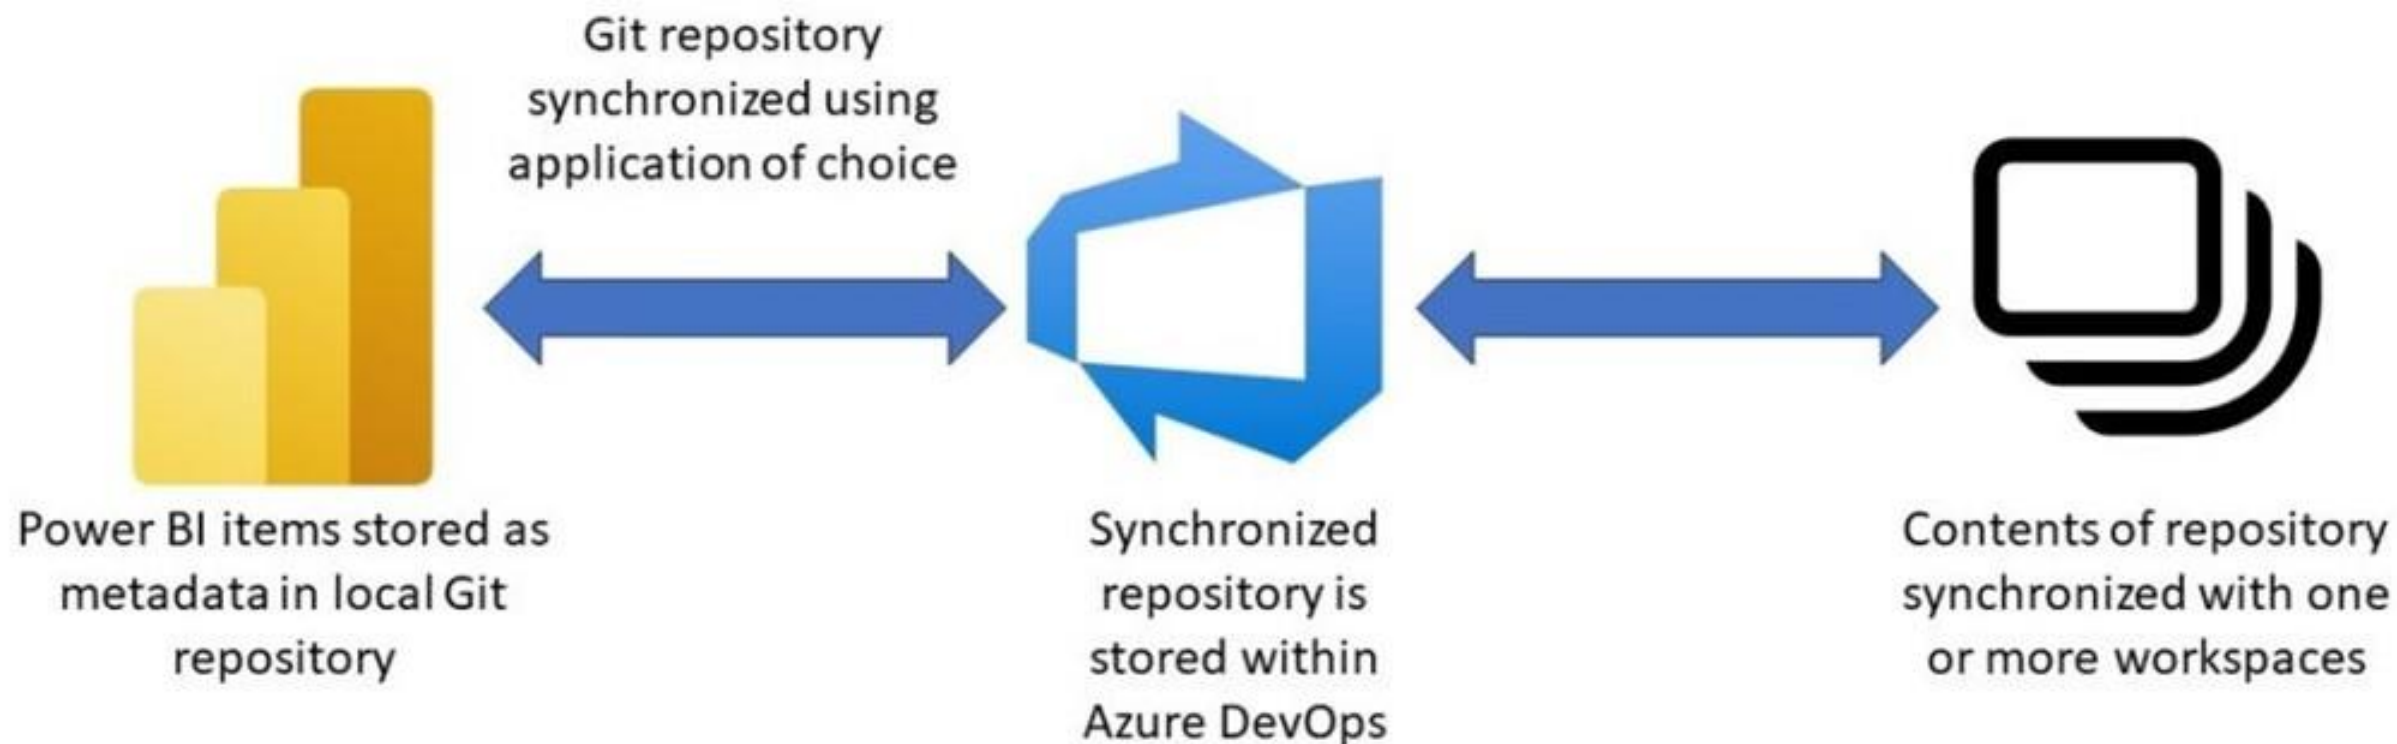 Git repository
synchronized using
application of choice
Power BI items stored as
metadata in local Git
repository
Synchronized
repository is
stored within
Azure DevOps
Contents of repository
synchronized with one
or more workspaces